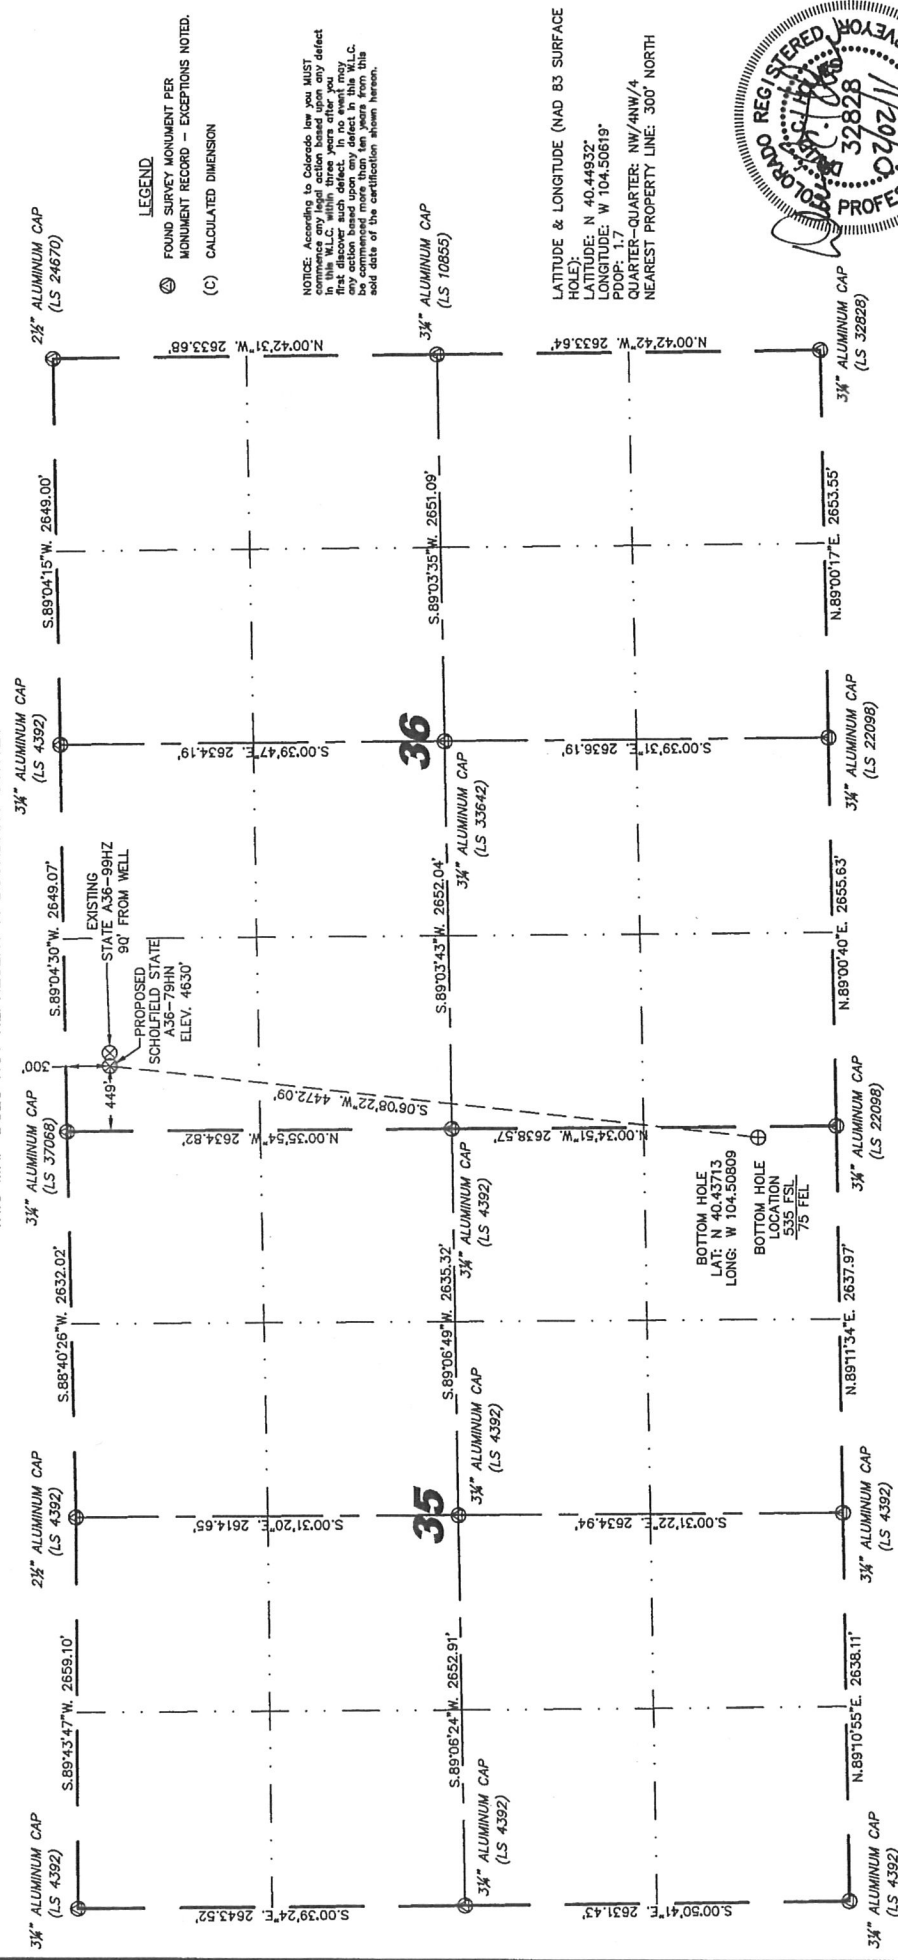 3¼" ALUMINUM CAP
(LS 4392)
S.89°43'47"W. 2659.10'
2½" ALUMINUM CAP
(LS 4392)
S.88°40'26"W. 2632.02'
3¼" ALUMINUM CAP
(LS 37068)
300'
449'
S.89°04'30"W. 2649.07'
EXISTING
STATE A36-99HZ
90' FROM WELL
PROPOSED
SCHOLFIELD STATE
A36-79HN
ELEV. 4630'
3¼" ALUMINUM CAP
(LS 4392)
S.89°04'15"W. 2649.00'
2½" ALUMINUM CAP
(LS 24670)
S.00°39'24"E. 2643.52'
S.00°31'20"E. 2614.65'
N.00°35'54"W. 2634.82'
S.06°08'22"W. 4472.09'
S.00°39'47"E. 2634.19'
N.00°42'31"W. 2633.68'
3¼" ALUMINUM CAP
(LS 4392)
S.89°06'24"W. 2652.91'
35
3¼" ALUMINUM CAP
(LS 4392)
S.89°06'49"W. 2635.32'
3¼" ALUMINUM CAP
(LS 4392)
S.89°03'43"W. 2652.04'
36
3¼" ALUMINUM CAP
(LS 33642)
S.89°03'35"W. 2651.09'
3¼" ALUMINUM CAP
(LS 10855)
S.00°50'41"E. 2631.43'
S.00°31'22"E. 2634.94'
N.00°34'51"W. 2638.57'
S.00°39'31"E. 2636.19'
N.00°42'42"W. 2633.64'
BOTTOM HOLE
LAT: N 40.43713
LONG: W 104.50809
BOTTOM HOLE
LOCATION
535 FSL
75 FEL
3¼" ALUMINUM CAP
(LS 4392)
N.89°10'55"E. 2638.11'
3¼" ALUMINUM CAP
(LS 4392)
N.89°11'34"E. 2637.97'
3¼" ALUMINUM CAP
(LS 22098)
N.89°00'40"E. 2655.63'
3¼" ALUMINUM CAP
(LS 22098)
N.89°00'17"E. 2653.55'
3¼" ALUMINUM CAP
(LS 32828)
LEGEND
FOUND SURVEY MONUMENT PER
MONUMENT RECORD – EXCEPTIONS NOTED.
(C) CALCULATED DIMENSION
NOTICE: According to Colorado law you MUST
commence any legal action based upon any defect
in this W.L.C. within three years after you
first discover such defect. In no event may
any action based upon any defect in this W.L.C.
be commenced more than ten years from this
said date of the certification shown hereon.
LATITUDE & LONGITUDE (NAD 83 SURFACE
HOLE):
LATITUDE: N 40.44932°
LONGITUDE: W 104.50619°
PDOP: 1.7
QUARTER-QUARTER: NW/4NW/4
NEAREST PROPERTY LINE: 300' NORTH
COLORADO REGISTERED
32828